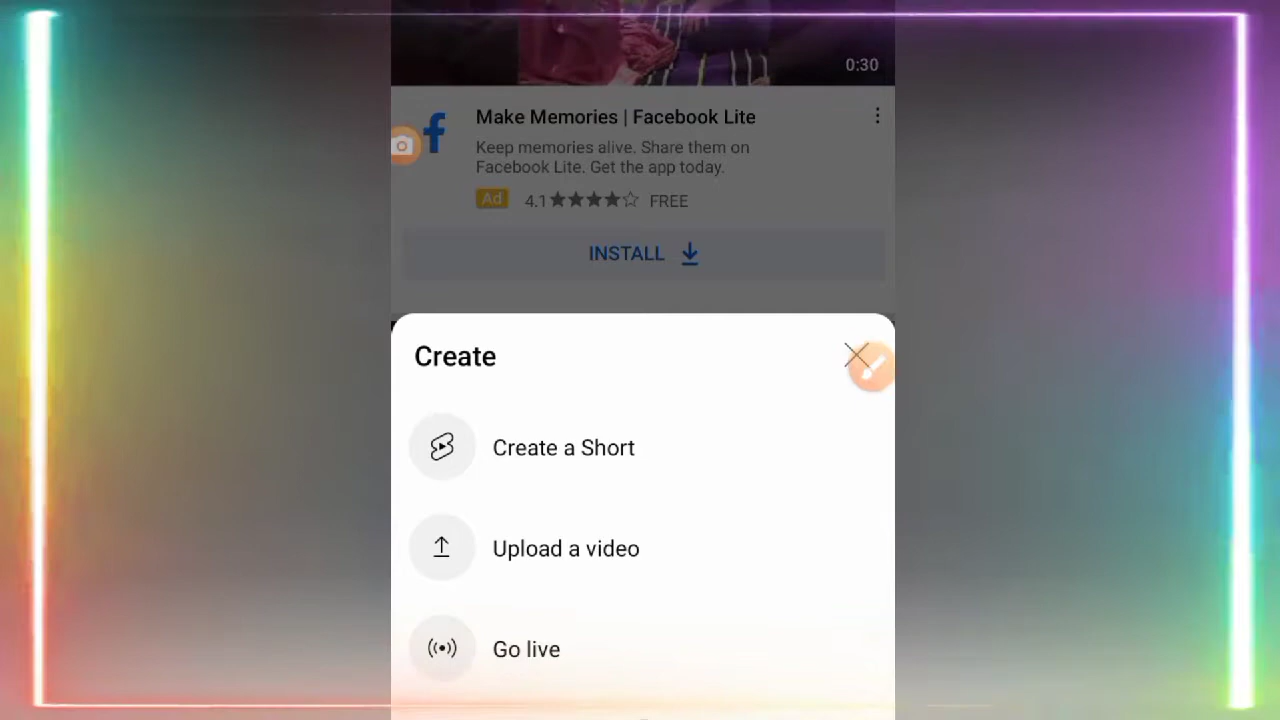 0:30
Make Memories | Facebook Lite
Keep memories alive. Share them on
Facebook Lite. Get the app today.
Ad 4.1 ★★★★☆ FREE
INSTALL
Create
Create a Short
Upload a video
Go live